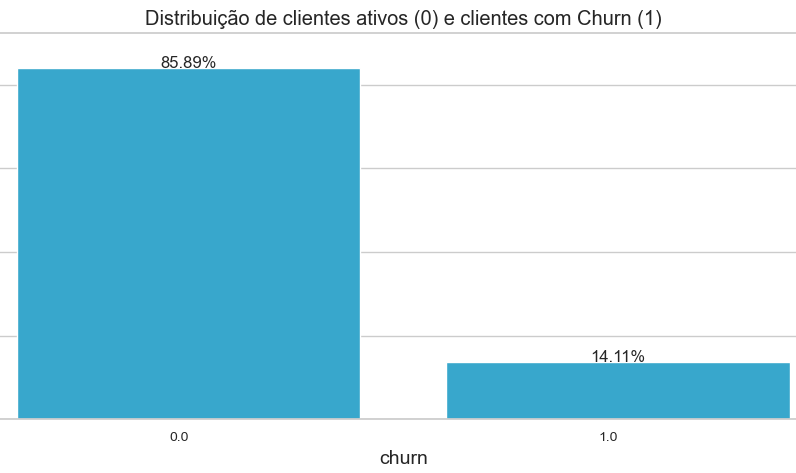 Distribuição de clientes ativos (0) e clientes com Churn (1)
85.89%
14.11%
0.0
1.0
churn